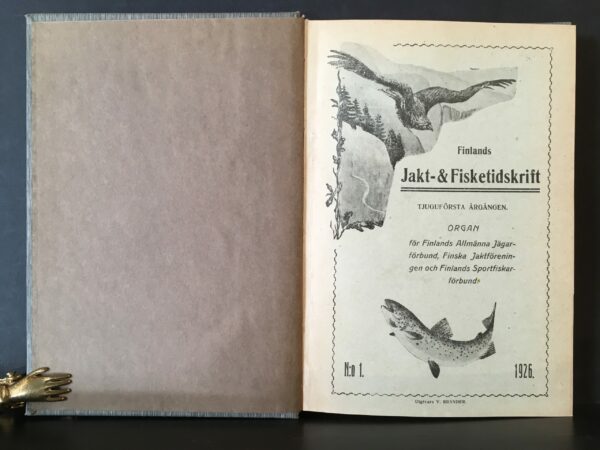 Finlands
Jakt- & Fisketidskrift
TJUGUFÖRSTA ÅRGÅNGEN.
ORGAN
för Finlands Allmänna Jägar-
förbund, Finska Jaktförenin-
gen och Finlands Sportfiskar-
förbund.
N:o 1. 1926.
Utgivare V. BRANDER.